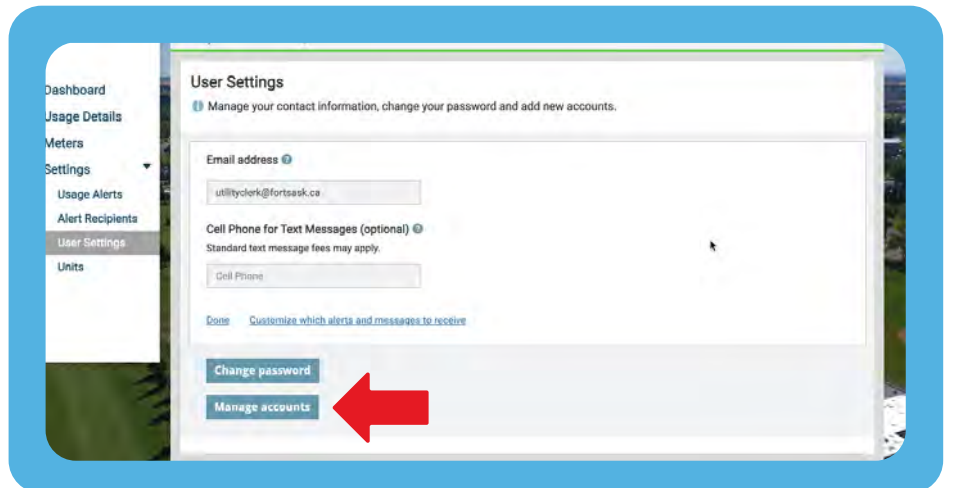 Dashboard
Usage Details
Meters
Settings
Usage Alerts
Alert Recipients
User Settings
Units
User Settings
Manage your contact information, change your password and add new accounts.
Email address
utilityclerk@fortsask.ca
Cell Phone for Text Messages (optional)
Standard text message fees may apply.
Cell Phone
Done Customize which alerts and messages to receive
Change password
Manage accounts